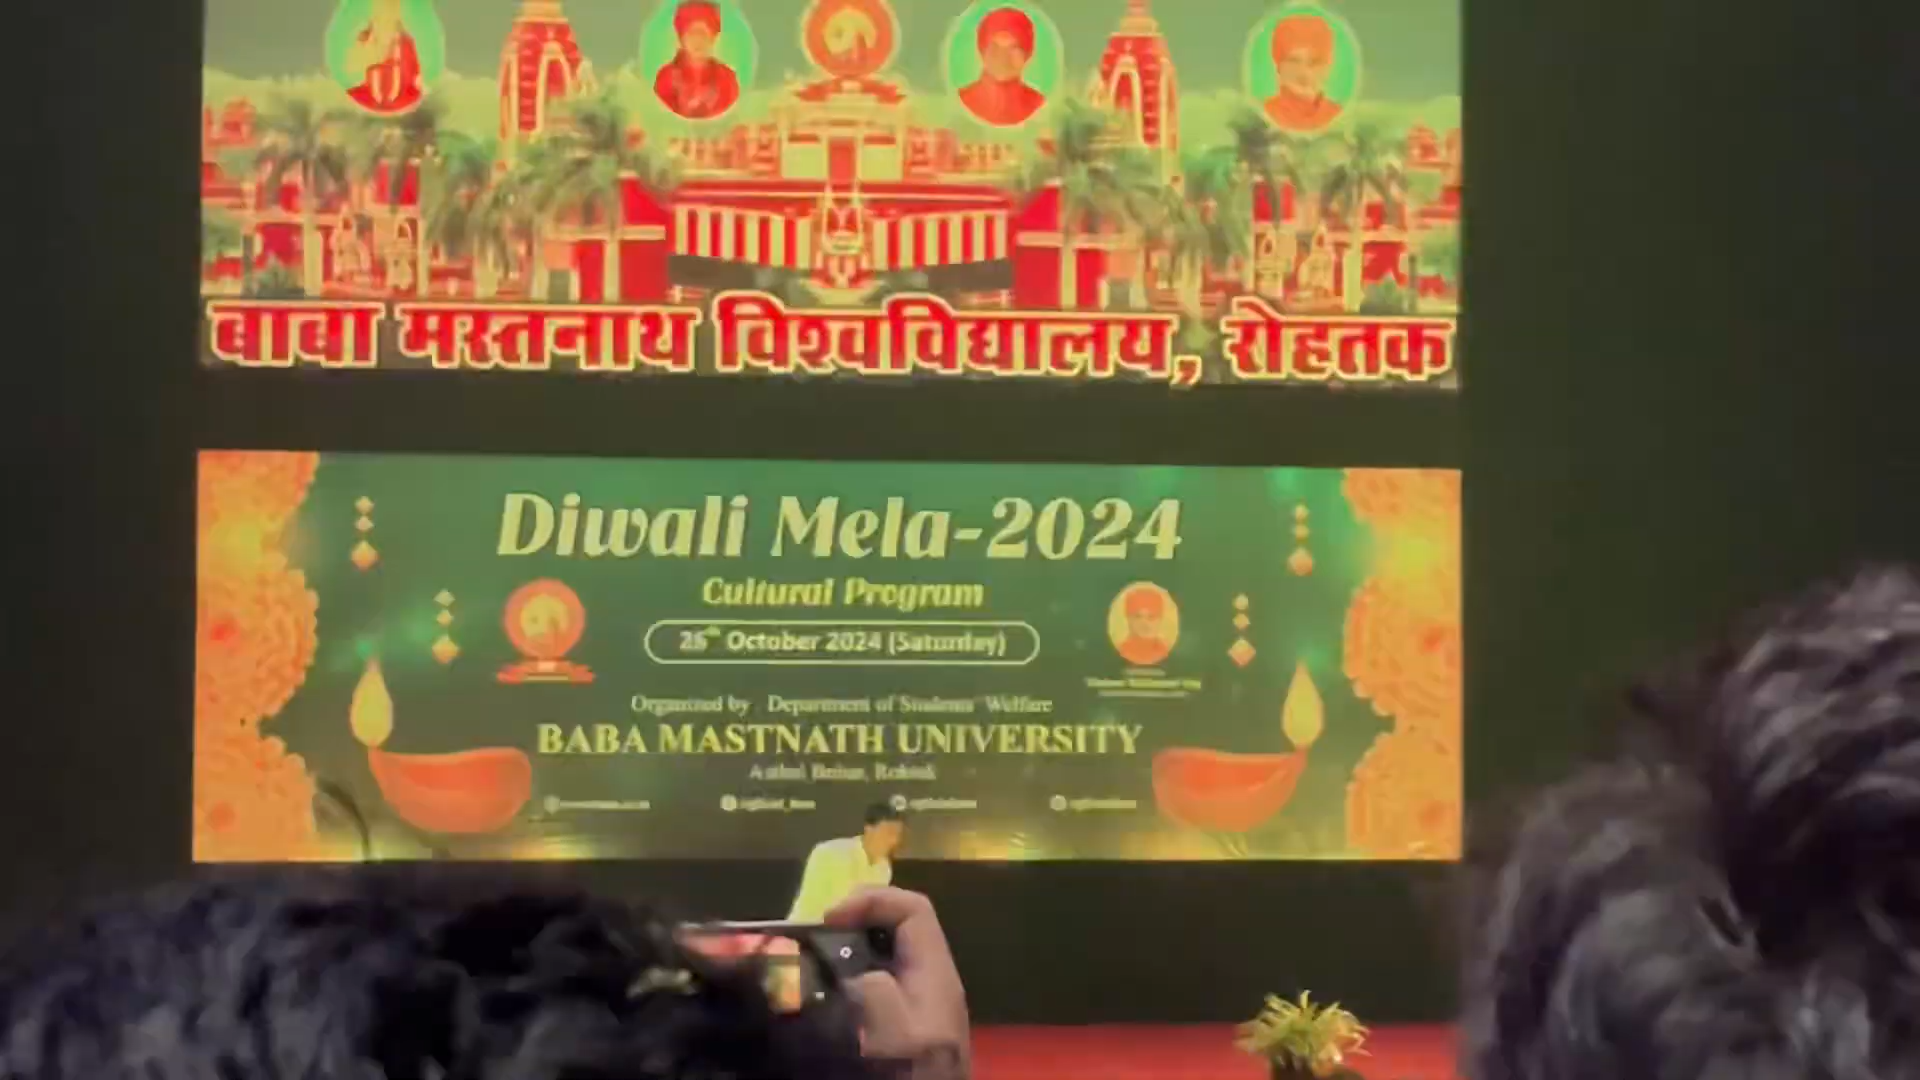 बाबा मस्तनाथ विश्वविद्यालय, रोहतक
Diwali Mela-2024
Cultural Program
26th October 2024 (Saturday)
Organized by Department of Students' Welfare
BABA MASTNATH UNIVERSITY
Asthal Bohar, Rohtak